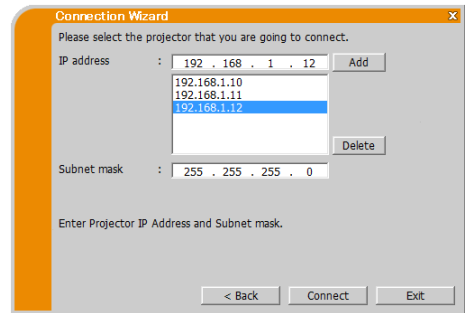 Connection Wizard x
Please select the projector that you are going to connect.
IP address : 192 . 168 . 1 . 12 Add
192.168.1.10
192.168.1.11
192.168.1.12
Delete
Subnet mask : 255 . 255 . 255 . 0
Enter Projector IP Address and Subnet mask.
< Back Connect Exit